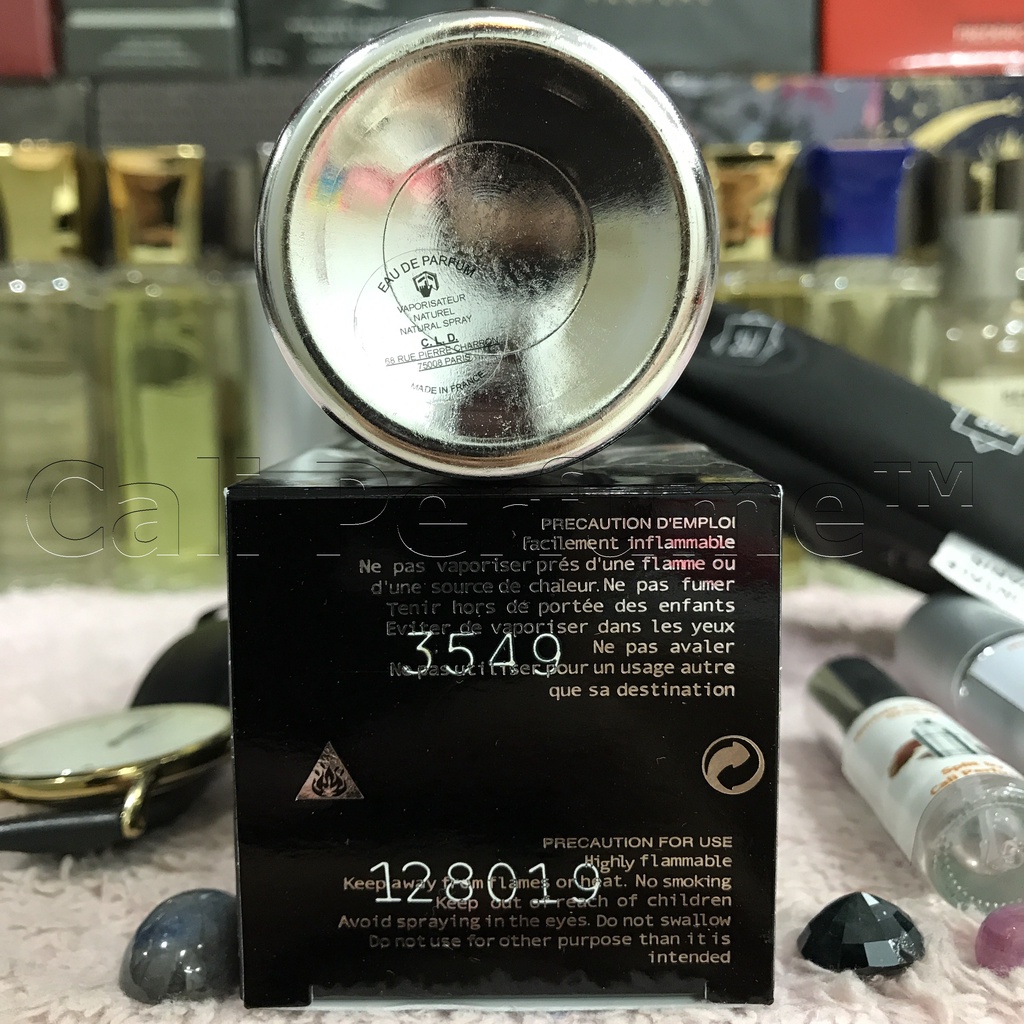 EAU DE PARFUM
VAPORISATEUR
NATUREL
NATURAL SPRAY
C.L.D.
RUE PIERRE CHARRON
75008 PARIS
MADE IN FRANCE
Cali Perfume™
PRECAUTION D'EMPLOI
Facilement inflammable
Ne pas vaporiser prés d'une flamme ou
d'une source de chaleur. Ne pas fumer
Tenir hors de portée des enfants
Eviter de vaporiser dans les yeux
3549
Ne pas avaler
Ne pas utiliser pour un usage autre
que sa destination
PRECAUTION FOR USE
Highly flammable
128019
Keep away from flames or heat. No smoking
Keep out of reach of children
Avoid spraying in the eyes. Do not swallow
Do not use for other purpose than it is
intended